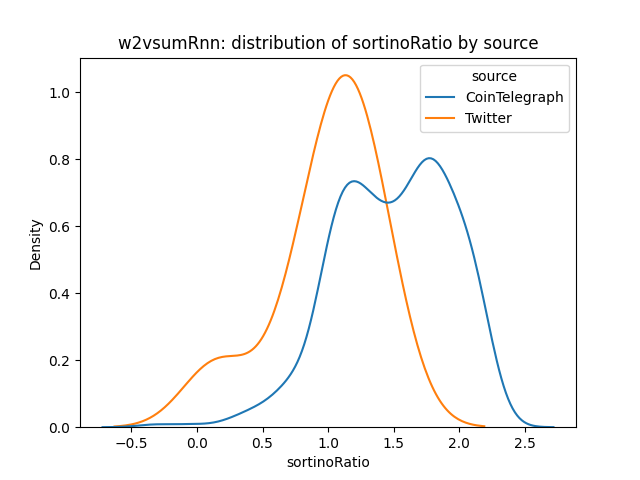 w2vsumRnn: distribution of sortinoRatio by source
source
CoinTelegraph
Twitter
Density
1.0
0.8
0.6
0.4
0.2
0.0
−0.5 0.0 0.5 1.0 1.5 2.0 2.5
sortinoRatio